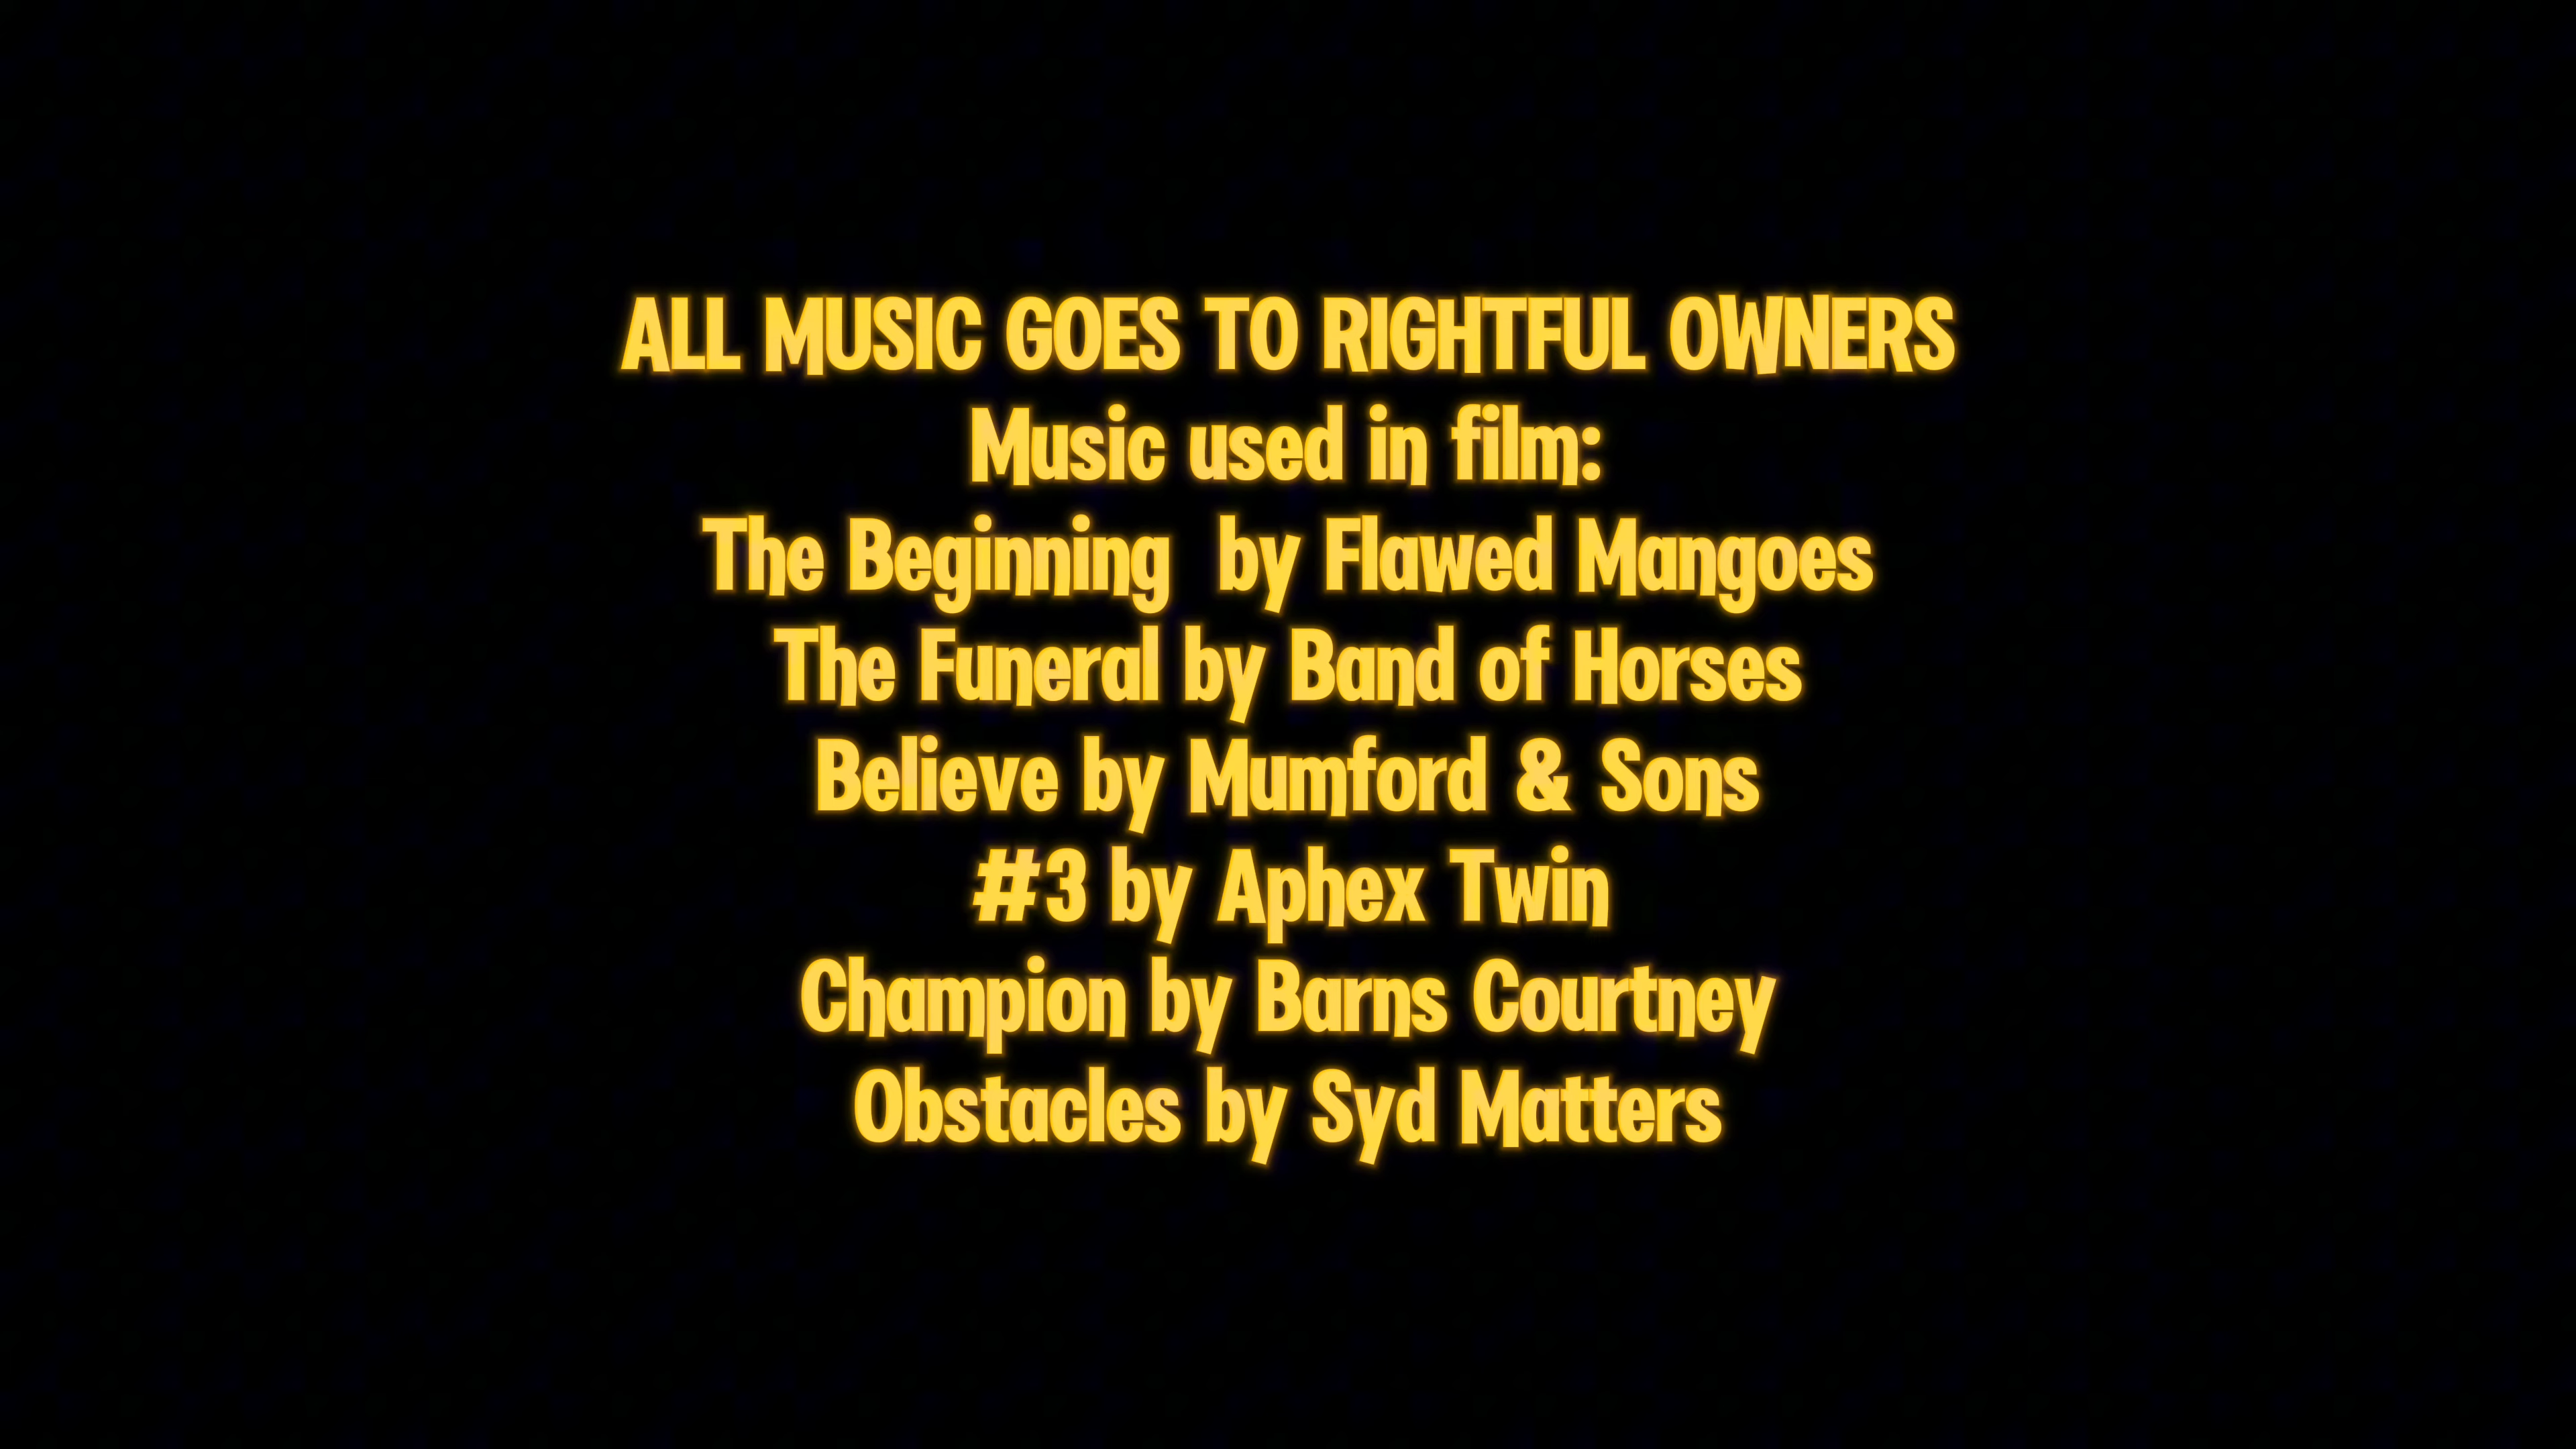 ALL MUSIC GOES TO RIGHTFUL OWNERS
Music used in film:
The Beginning  by Flawed Mangoes
The Funeral by Band of Horses
Believe by Mumford & Sons
#3 by Aphex Twin
Champion by Barns Courtney
Obstacles by Syd Matters